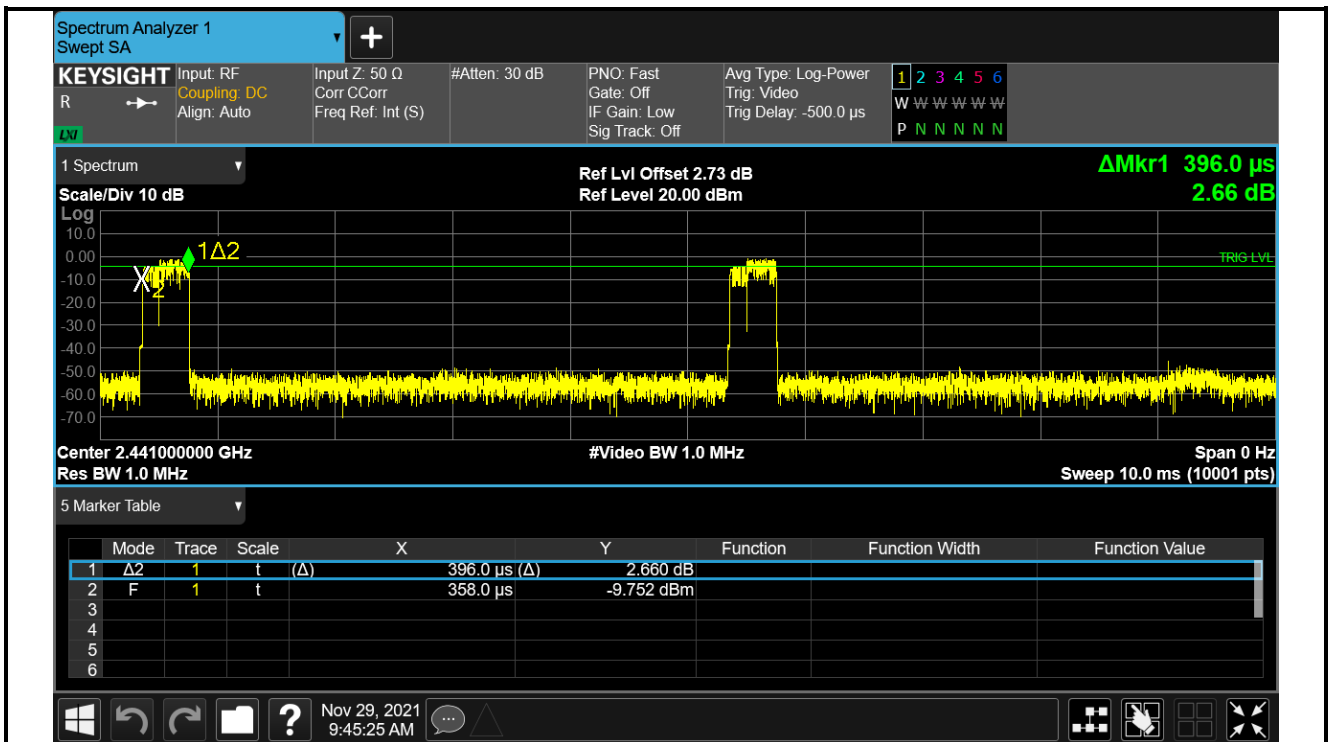 Spectrum Analyzer 1
Swept SA
+
KEYSIGHT
R
LXI
Input: RF
Coupling: DC
Align: Auto
Input Z: 50 Ω
Corr CCorr
Freq Ref: Int (S)
#Atten: 30 dB
PNO: Fast
Gate: Off
IF Gain: Low
Sig Track: Off
Avg Type: Log-Power
Trig: Video
Trig Delay: -500.0 µs
1 2 3 4 5 6
W W W W W W
P N N N N N
1 Spectrum
Scale/Div 10 dB
Ref Lvl Offset 2.73 dB
Ref Level 20.00 dBm
ΔMkr1 396.0 µs
2.66 dB
Log
10.0
0.00
-10.0
-20.0
-30.0
-40.0
-50.0
-60.0
-70.0
1Δ2
X2
TRIG LVL
Center 2.441000000 GHz
#Video BW 1.0 MHz
Span 0 Hz
Res BW 1.0 MHz
Sweep 10.0 ms (10001 pts)
5 Marker Table
Mode Trace Scale X Y Function Function Width Function Value
1 Δ2 1 t (Δ) 396.0 µs (Δ) 2.660 dB
2 F 1 t 358.0 µs -9.752 dBm
3
4
5
6
?
Nov 29, 2021
9:45:25 AM